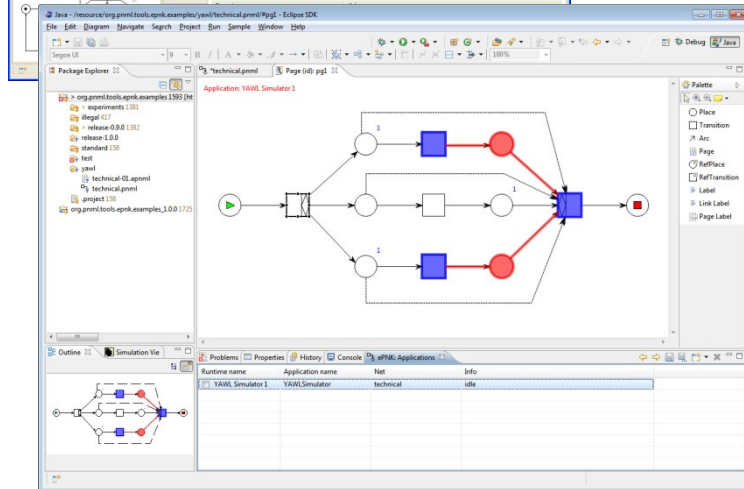 Java - /resource/org.pnml.tools.epnk.examples/yawl/technical.pnml/#pg1 - Eclipse SDK
File Edit Diagram Navigate Search Project Run Sample Window Help
Segoe UI 9 B I A 100% Debug Java
Package Explorer
*technical.pnml Page (id): pg1
> org.pnml.tools.epnk.examples 1593 [ht
> experiments 1381
illegal 417
> release-0.9.0 1382
release-1.0.0
standard 158
test
yawl
technical-01.apnml
technical.pnml
.project 158
org.pnml.tools.epnk.examples_1.0.0 1725
Application: YAWL Simulator 1
1
1
1
Palette
Place
Transition
Arc
Page
RefPlace
RefTransition
Label
Link Label
Page Label
Outline Simulation Vie
Problems Properties History Console ePNK: Applications
Runtime name Application name Net Info
YAWL Simulator 1 YAWLSimulator technical idle